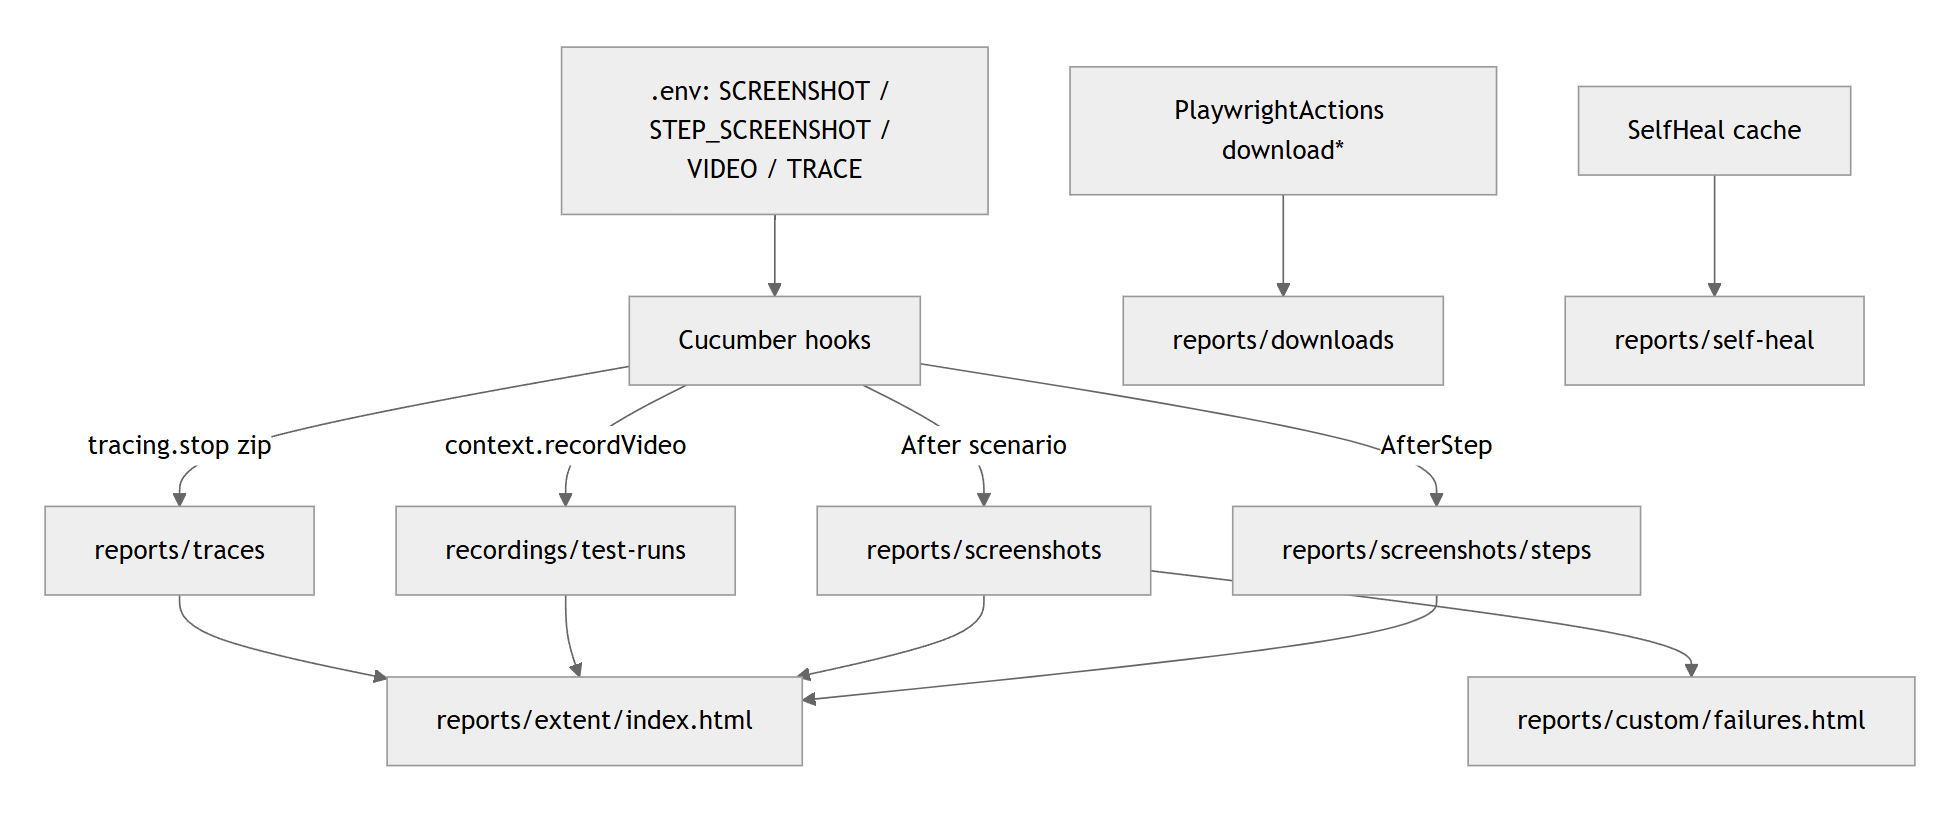 .env: SCREENSHOT /
STEP_SCREENSHOT /
VIDEO / TRACE
PlaywrightActions
download*
SelfHeal cache
Cucumber hooks
reports/downloads
reports/self-heal
tracing.stop zip
context.recordVideo
After scenario
AfterStep
reports/traces
recordings/test-runs
reports/screenshots
reports/screenshots/steps
reports/extent/index.html
reports/custom/failures.html